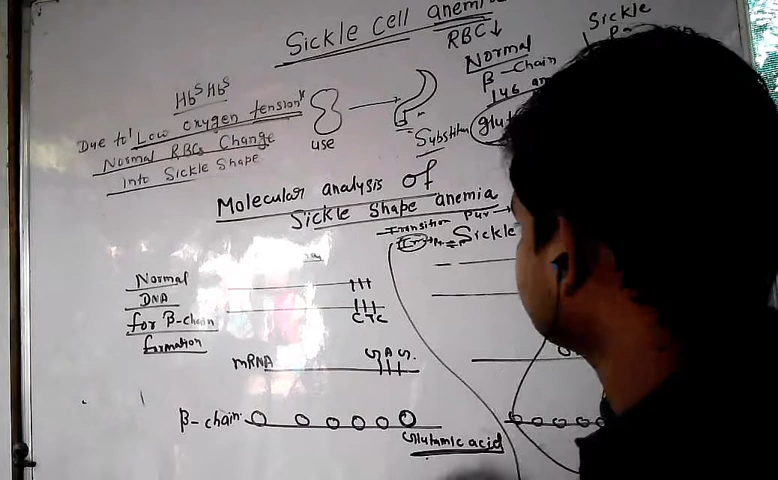 Sickle Cell anemi
RBC↓
Sickle
Normal
β-Chain
146 am
Hb^S Hb^S
Due to Low oxygen tension
Normal RBCs Change
into Sickle Shape
use
Substitu
glut
Molecular analysis of
Sickle Shape anemia
Transition Pur →
Sickle
Normal
DNA
for β-chain
formation
CTC
mRNA
GAG
β-chain
Glutamic acid